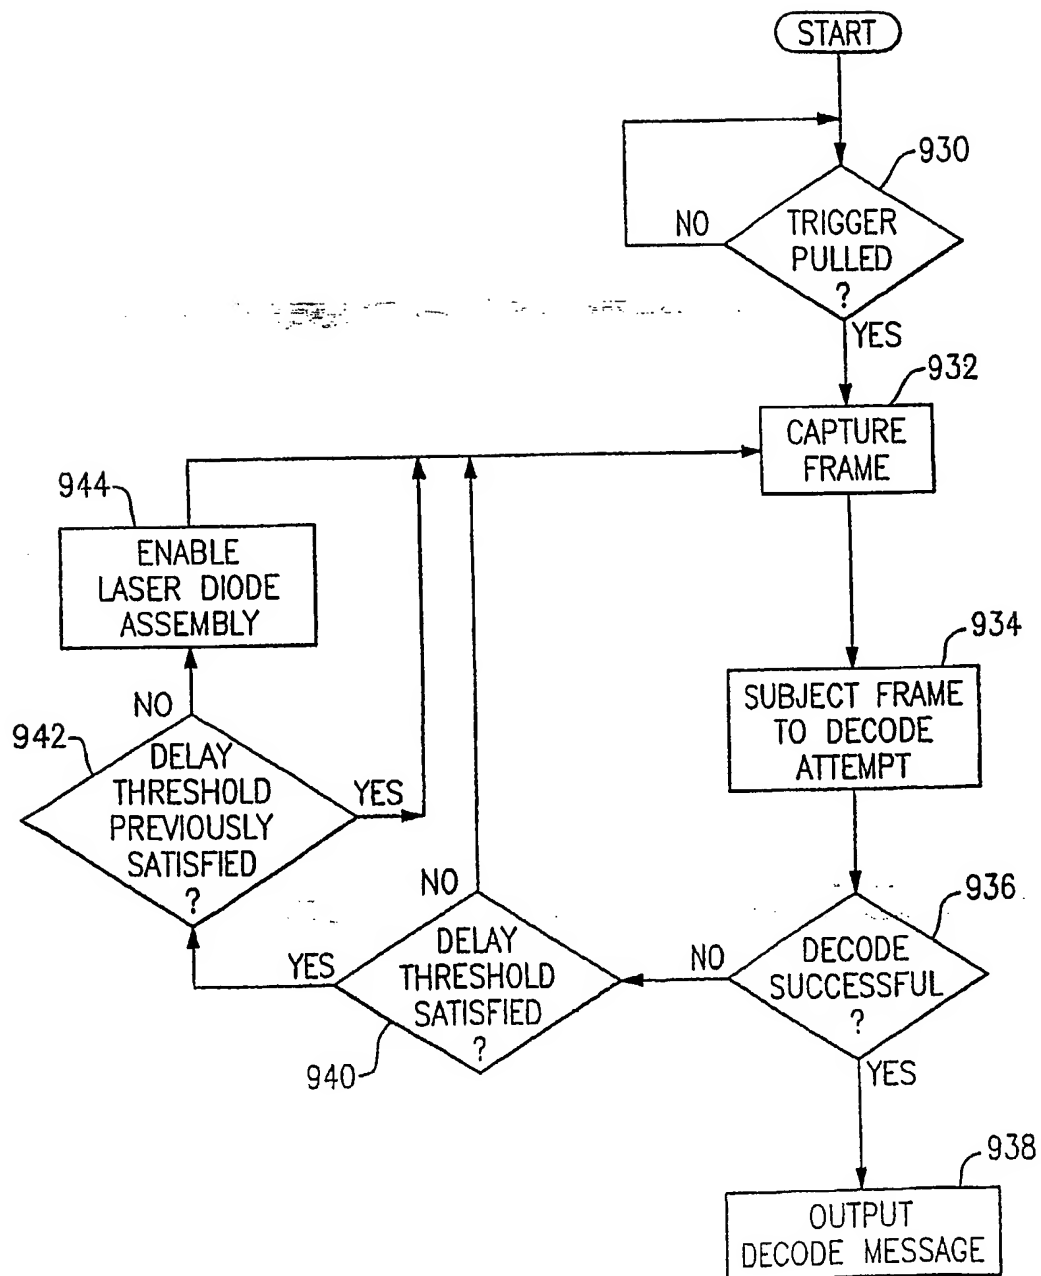 START
930
TRIGGER
PULLED
?
NO
YES
932
CAPTURE
FRAME
944
ENABLE
LASER DIODE
ASSEMBLY
934
SUBJECT FRAME
TO DECODE
ATTEMPT
NO
942
DELAY
THRESHOLD
PREVIOUSLY
SATISFIED
?
YES
NO
936
DECODE
SUCCESSFUL
?
NO
YES
DELAY
THRESHOLD
SATISFIED
?
YES
940
938
OUTPUT
DECODE MESSAGE